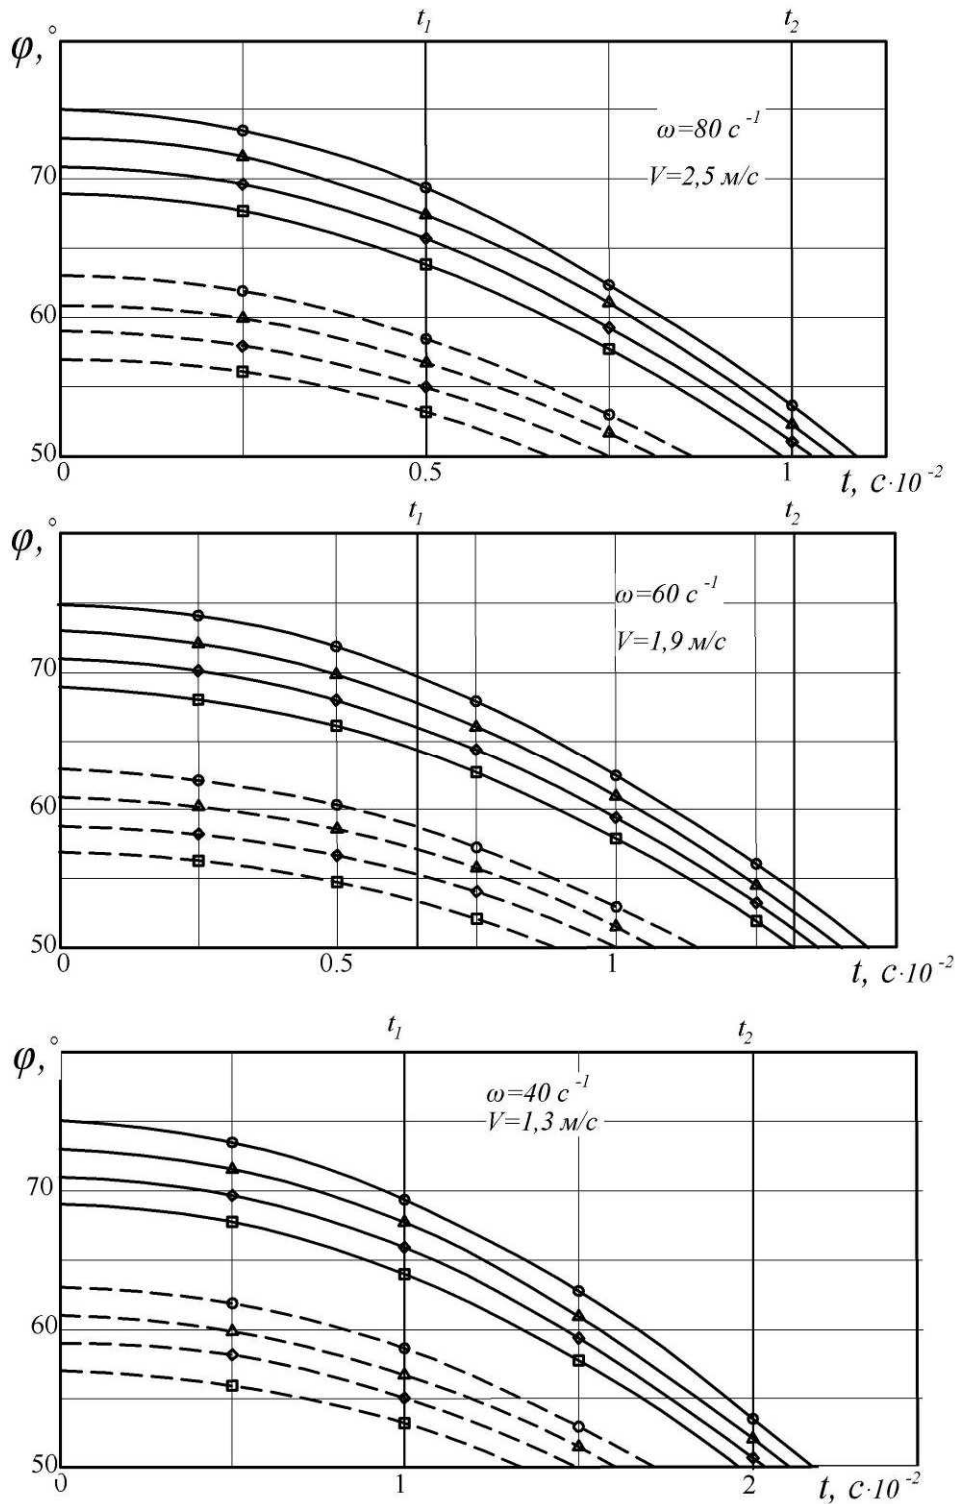 t₁ t₂
φ, °
ω=80 c⁻¹
70
V=2,5 м/с
60
50
0 0.5 1 t, c·10⁻²
t₁ t₂
φ, °
ω=60 c⁻¹
V=1,9 м/с
70
60
50
0 0.5 1 t, c·10⁻²
t₁ t₂
φ, °
ω=40 c⁻¹
V=1,3 м/с
70
60
50
0 1 2 t, c·10⁻²